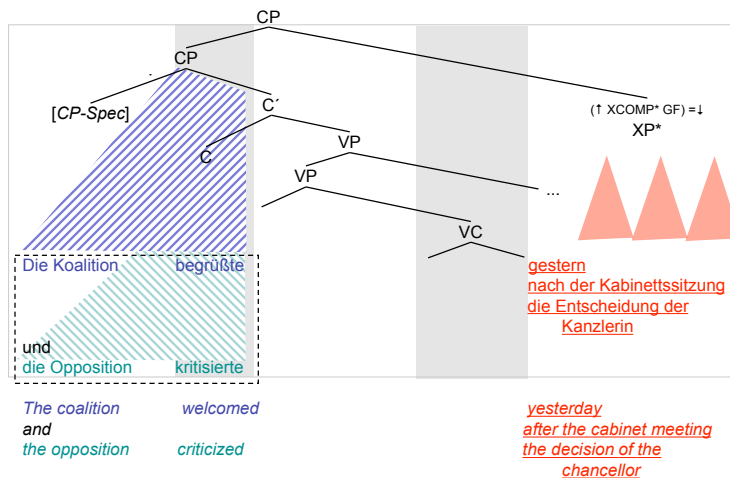 CP
CP
[CP-Spec]
C´
(↑ XCOMP* GF) =↓
XP*
C
VP
VP
...
VC
Die Koalition begrüßte
gestern
nach der Kabinettssitzung
die Entscheidung der
Kanzlerin
und
die Opposition kritisierte
The coalition welcomed
and
the opposition criticized
yesterday
after the cabinet meeting
the decision of the
chancellor